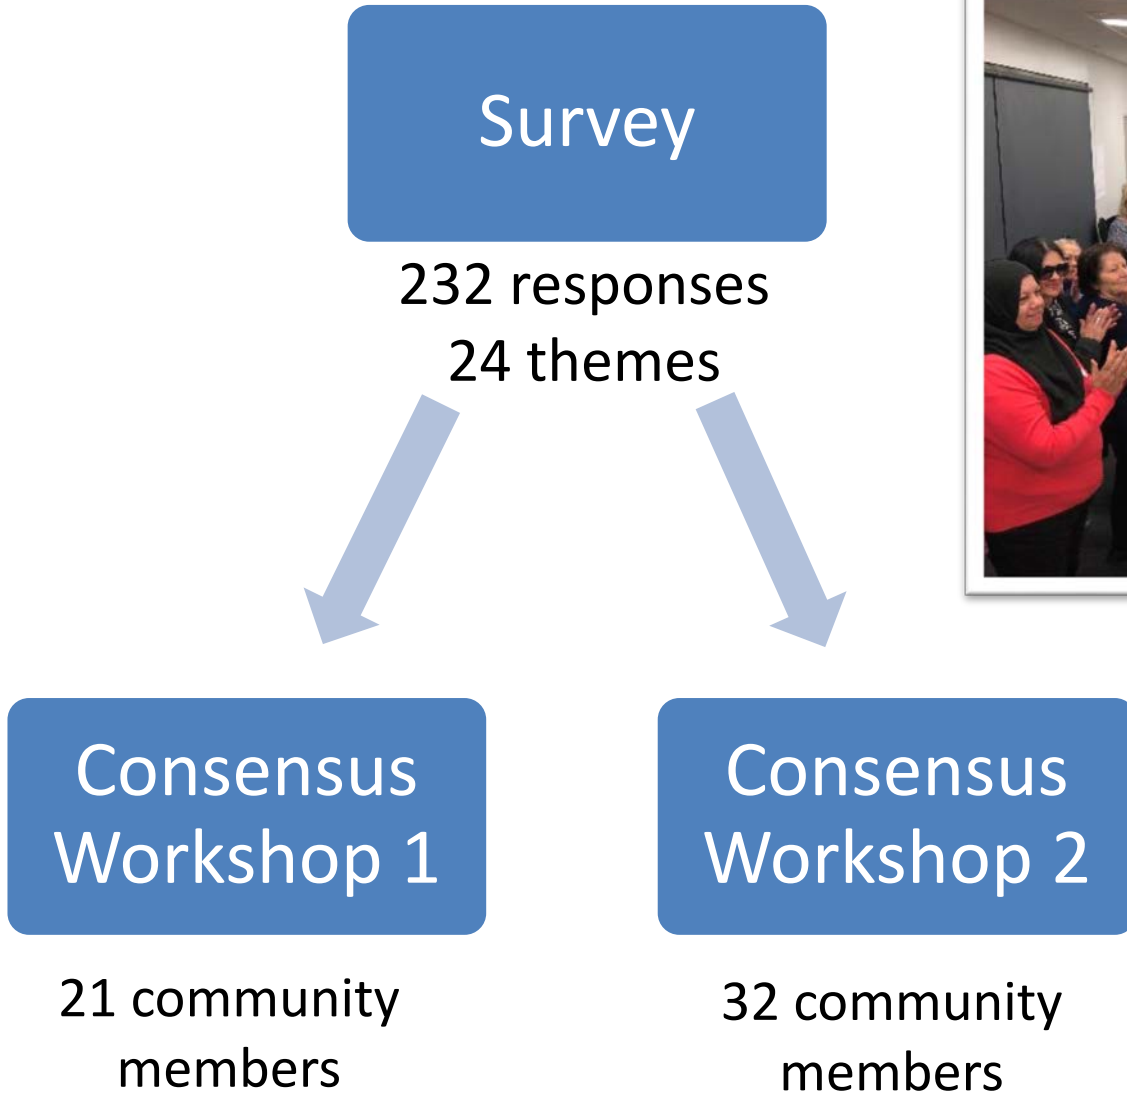 Survey
232 responses
24 themes
Consensus
Workshop 1
21 community
members
Consensus
Workshop 2
32 community
members